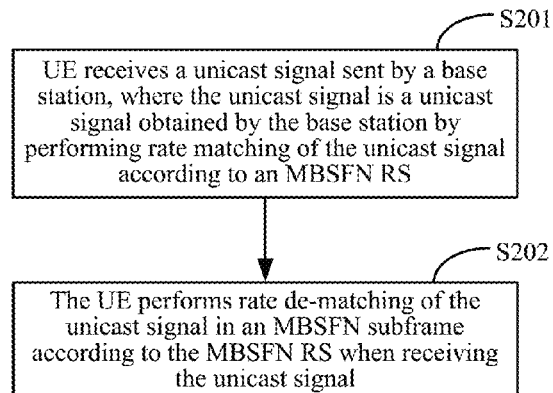 S201
UE receives a unicast signal sent by a base
station, where the unicast signal is a unicast
signal obtained by the base station by
performing rate matching of the unicast signal
according to an MBSFN RS
S202
The UE performs rate de-matching of the
unicast signal in an MBSFN subframe
according to the MBSFN RS when receiving
the unicast signal